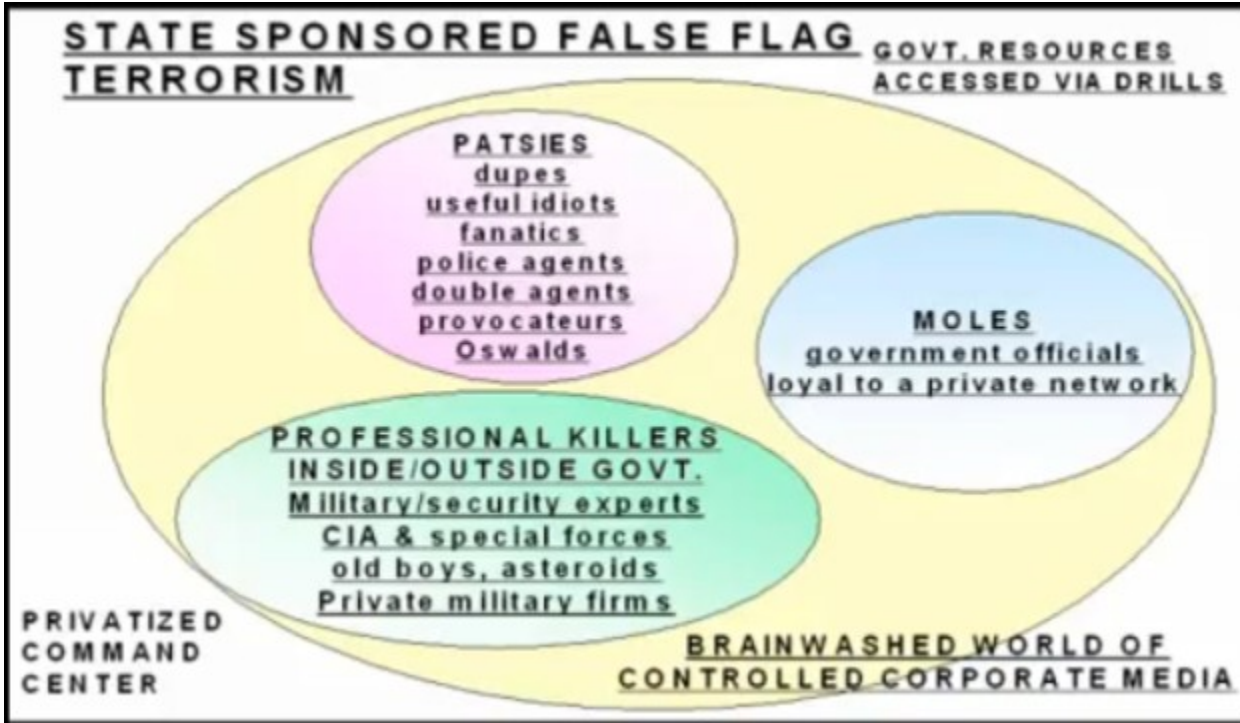 STATE SPONSORED FALSE FLAG
TERRORISM
GOVT. RESOURCES
ACCESSED VIA DRILLS
PATSIES
dupes
useful idiots
fanatics
police agents
double agents
provocateurs
Oswalds
MOLES
government officials
loyal to a private network
PROFESSIONAL KILLERS
INSIDE/OUTSIDE GOVT.
Military/security experts
CIA & special forces
old boys, asteroids
Private military firms
PRIVATIZED
COMMAND
CENTER
BRAINWASHED WORLD OF
CONTROLLED CORPORATE MEDIA